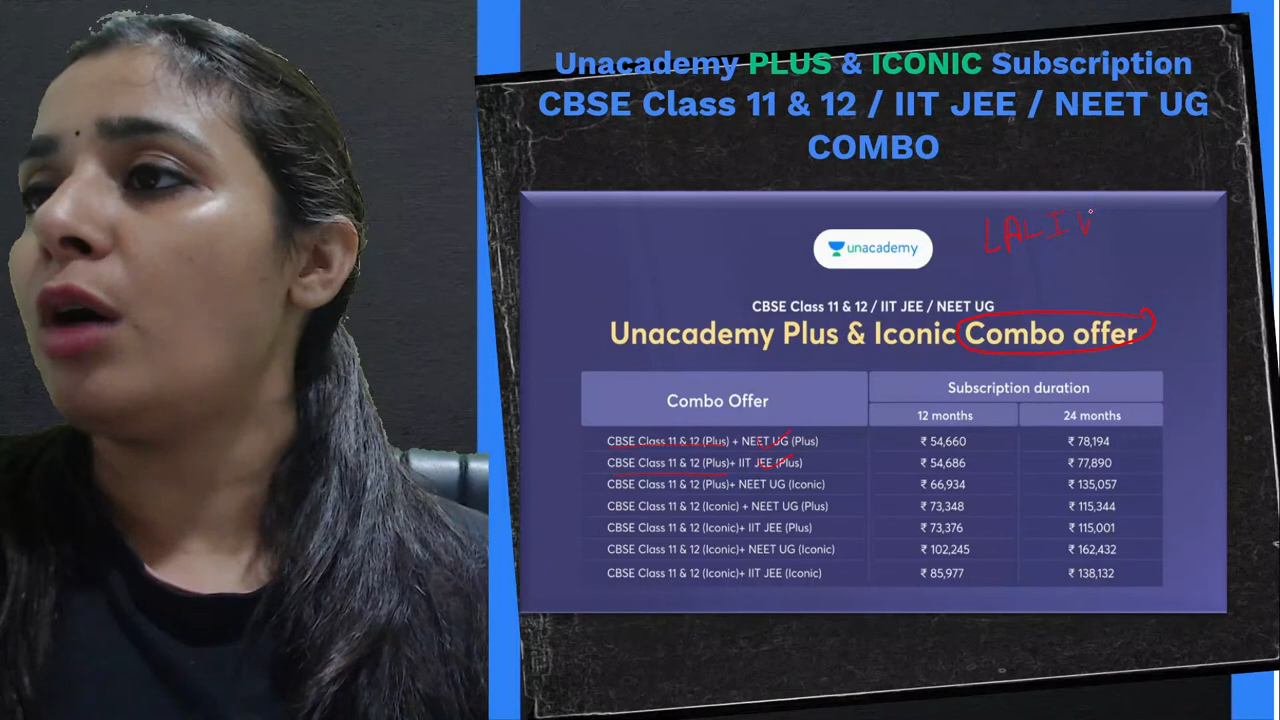 Unacademy PLUS & ICONIC Subscription
CBSE Class 11 & 12 / IIT JEE / NEET UG
COMBO
unacademy
LALI
CBSE Class 11 & 12 / IIT JEE / NEET UG
Unacademy Plus & Iconic Combo offer
Combo Offer Subscription duration
12 months 24 months
CBSE Class 11 & 12 (Plus) + NEET UG (Plus) ₹ 54,660 ₹ 78,194
CBSE Class 11 & 12 (Plus)+ IIT JEE (Plus) ₹ 54,686 ₹ 77,890
CBSE Class 11 & 12 (Plus)+ NEET UG (Iconic) ₹ 66,934 ₹ 135,057
CBSE Class 11 & 12 (Iconic) + NEET UG (Plus) ₹ 73,348 ₹ 115,344
CBSE Class 11 & 12 (Iconic)+ IIT JEE (Plus) ₹ 73,376 ₹ 115,001
CBSE Class 11 & 12 (Iconic)+ NEET UG (Iconic) ₹ 102,245 ₹ 162,432
CBSE Class 11 & 12 (Iconic)+ IIT JEE (Iconic) ₹ 85,977 ₹ 138,132